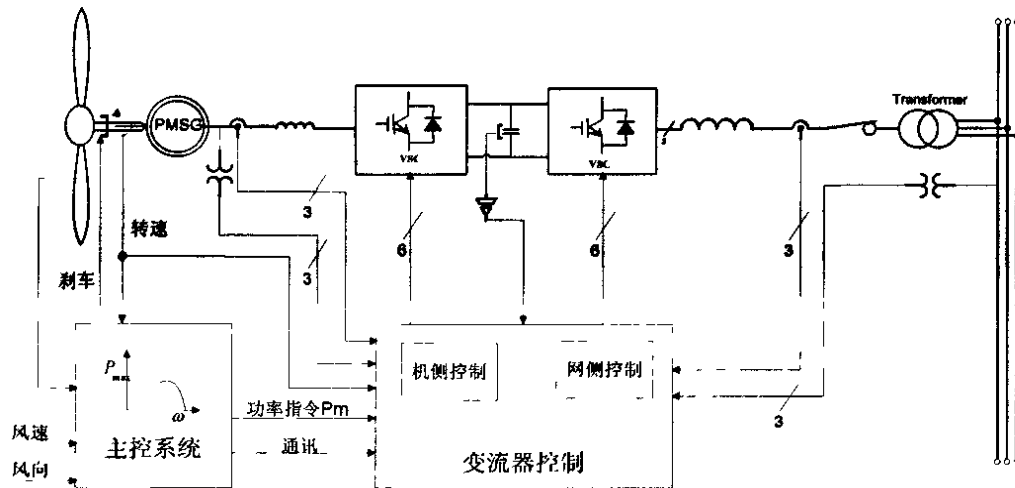 PMSG
Transformer
VSC
VSC
3
3
3
6
6
3
3
转速
刹车
P
ω
机侧控制
网侧控制
功率指令Pm
通讯
主控系统
变流器控制
风速
风向